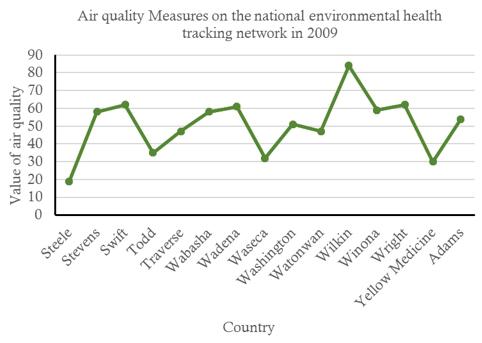 Air quality Measures on the national environmental health
tracking network in 2009
Value of air quality
90
80
70
60
50
40
30
20
10
0
Steele
Stevens
Swift
Todd
Traverse
Wabasha
Wadena
Waseca
Washington
Watonwan
Wilkin
Winona
Wright
Yellow Medicine
Adams
Country